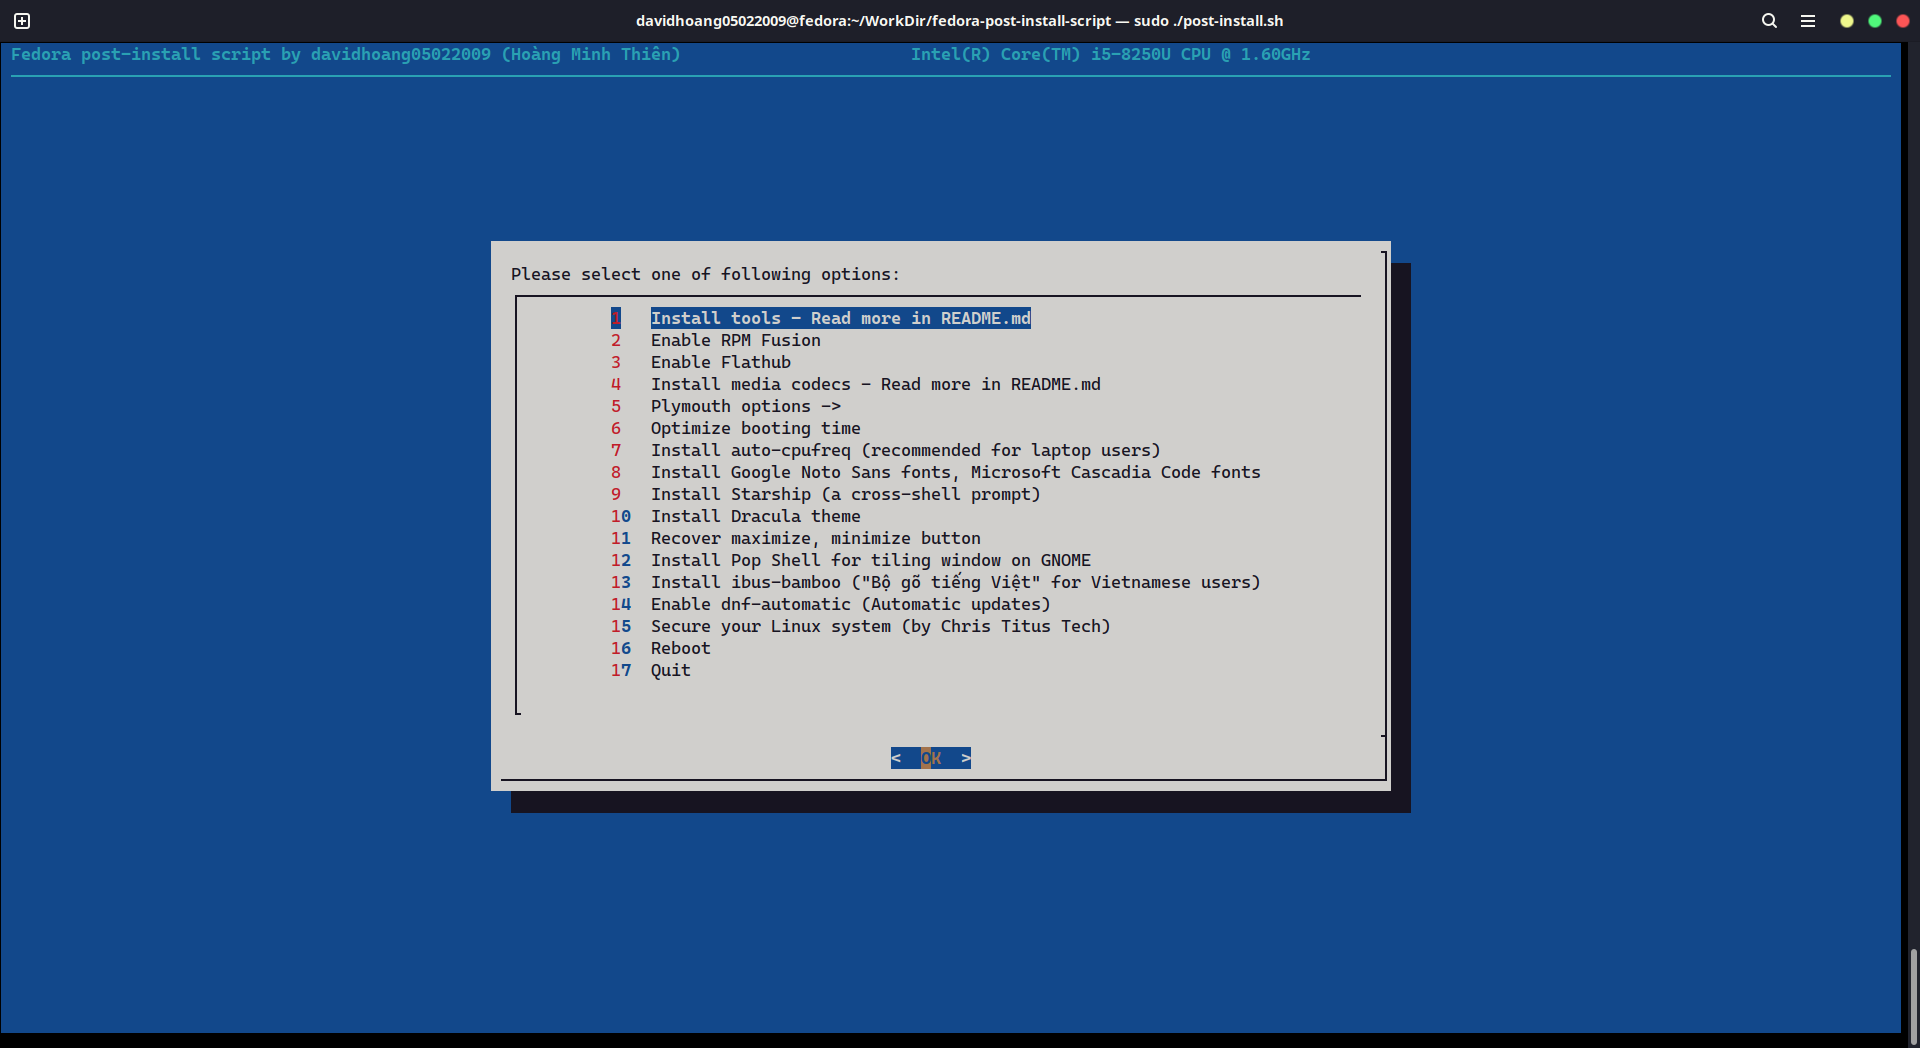 davidhoang05022009@fedora:~/WorkDir/fedora-post-install-script — sudo ./post-install.sh
Fedora post-install script by davidhoang05022009 (Hoàng Minh Thiên) Intel(R) Core(TM) i5-8250U CPU @ 1.60GHz
Please select one of following options:
1 Install tools - Read more in README.md
2 Enable RPM Fusion
3 Enable Flathub
4 Install media codecs - Read more in README.md
5 Plymouth options ->
6 Optimize booting time
7 Install auto-cpufreq (recommended for laptop users)
8 Install Google Noto Sans fonts, Microsoft Cascadia Code fonts
9 Install Starship (a cross-shell prompt)
10 Install Dracula theme
11 Recover maximize, minimize button
12 Install Pop Shell for tiling window on GNOME
13 Install ibus-bamboo ("Bộ gõ tiếng Việt" for Vietnamese users)
14 Enable dnf-automatic (Automatic updates)
15 Secure your Linux system (by Chris Titus Tech)
16 Reboot
17 Quit
< OK >